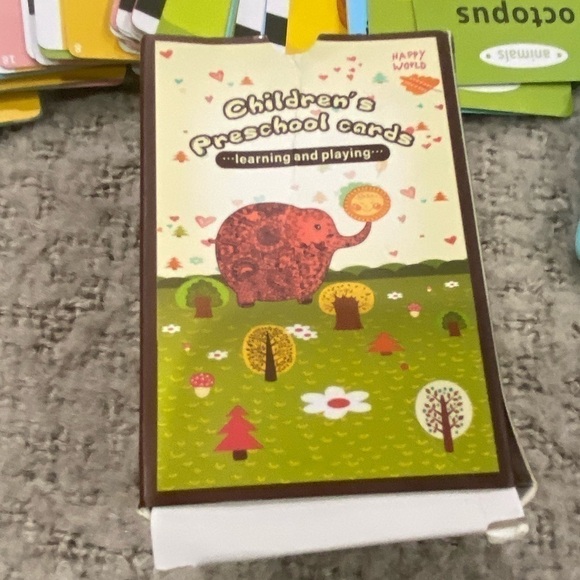 octopus
animals
HAPPY
WORLD
Children's
Preschool cards
···learning and playing···